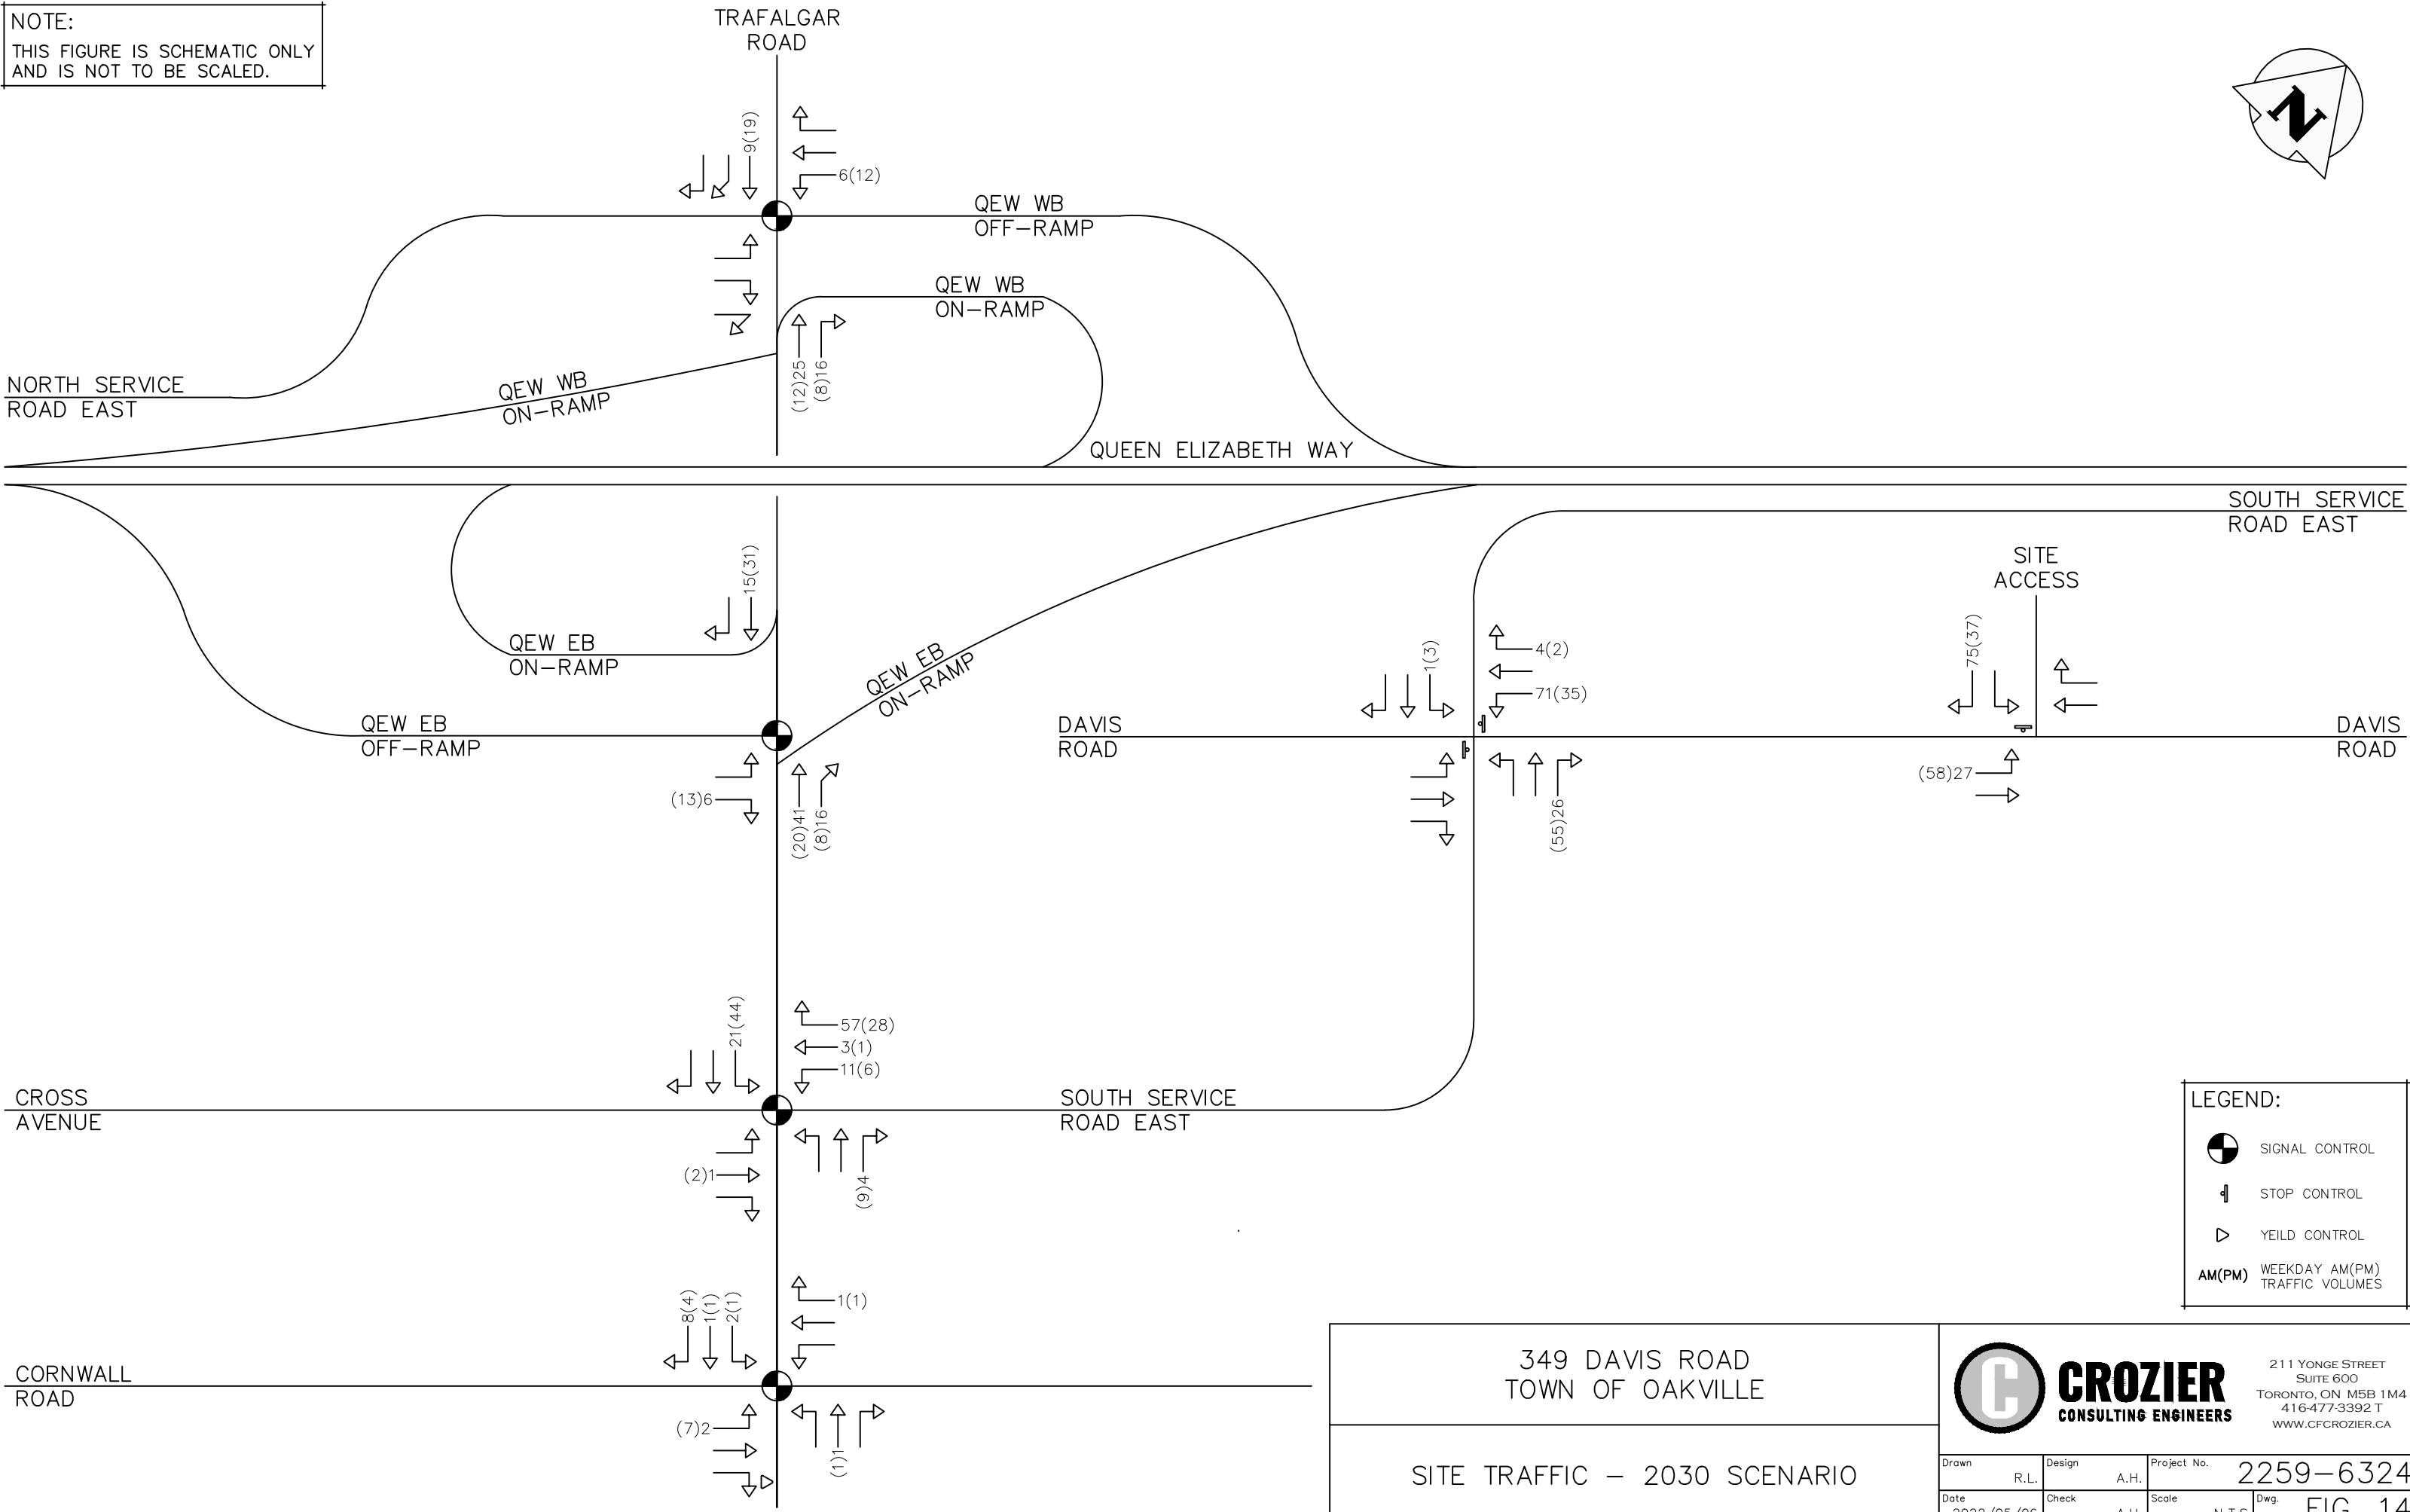 NOTE:
THIS FIGURE IS SCHEMATIC ONLY
AND IS NOT TO BE SCALED.
TRAFALGAR
ROAD
N
9(19)
6(12)
QEW WB
OFF-RAMP
QEW WB
ON-RAMP
(12)25
(8)16
NORTH SERVICE
ROAD EAST
QEW WB
ON-RAMP
QUEEN ELIZABETH WAY
SOUTH SERVICE
ROAD EAST
15(31)
QEW EB
ON-RAMP
QEW EB
ON-RAMP
QEW EB
OFF-RAMP
(13)6
(20)41
(8)16
SITE
ACCESS
1(3)
4(2)
71(35)
75(37)
DAVIS
ROAD
DAVIS
ROAD
(55)26
(58)27
21(44)
57(28)
3(1)
11(6)
CROSS
AVENUE
SOUTH SERVICE
ROAD EAST
(2)1
(9)4
8(4)
1(1)
2(1)
1(1)
CORNWALL
ROAD
(7)2
(1)1
LEGEND:
SIGNAL CONTROL
STOP CONTROL
YEILD CONTROL
AM(PM) WEEKDAY AM(PM)
TRAFFIC VOLUMES
349 DAVIS ROAD
TOWN OF OAKVILLE
SITE TRAFFIC - 2030 SCENARIO
C
CROZIER
CONSULTING ENGINEERS
211 YONGE STREET
SUITE 600
TORONTO, ON M5B 1M4
416-477-3392 T
WWW.CFCROZIER.CA
Drawn R.L. Design A.H. Project No. 2259-6324
Date Check Scale Dwg. FIG. 14